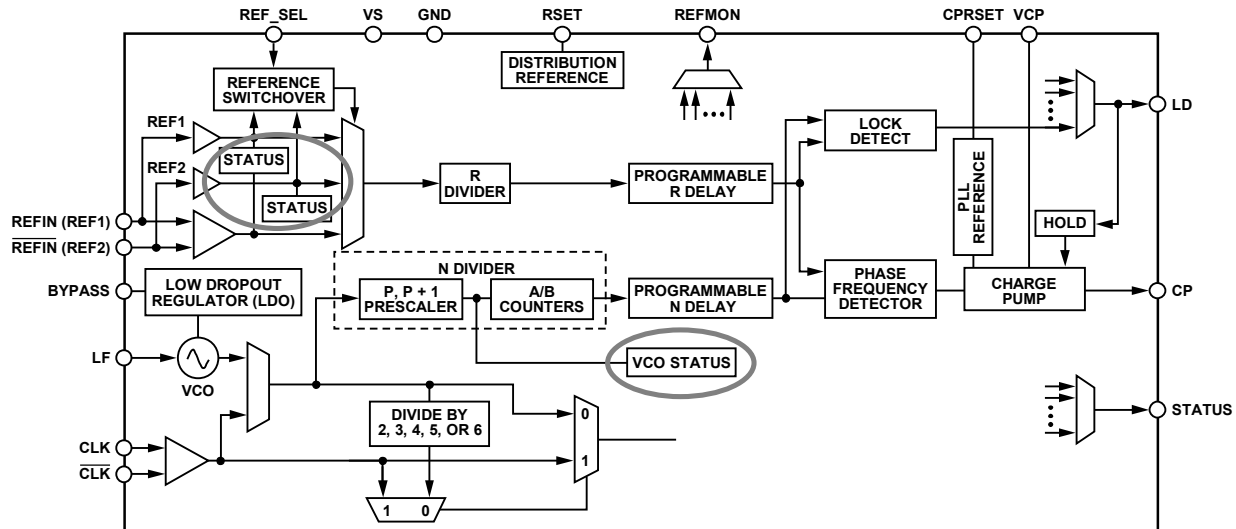 REF_SEL VS GND RSET REFMON CPRSET VCP
DISTRIBUTION
REFERENCE
REFERENCE
SWITCHOVER
LD
REF1
LOCK
DETECT
STATUS
REF2
R
DIVIDER
PROGRAMMABLE
R DELAY
PLL
REFERENCE
STATUS
REFIN (REF1)
HOLD
REFIN (REF2)
N DIVIDER
BYPASS
LOW DROPOUT
REGULATOR (LDO)
P, P + 1
PRESCALER
A/B
COUNTERS
PROGRAMMABLE
N DELAY
PHASE
FREQUENCY
DETECTOR
CHARGE
PUMP
CP
LF
VCO
VCO STATUS
STATUS
DIVIDE BY
2, 3, 4, 5, OR 6
0
CLK
CLK
1
1 0